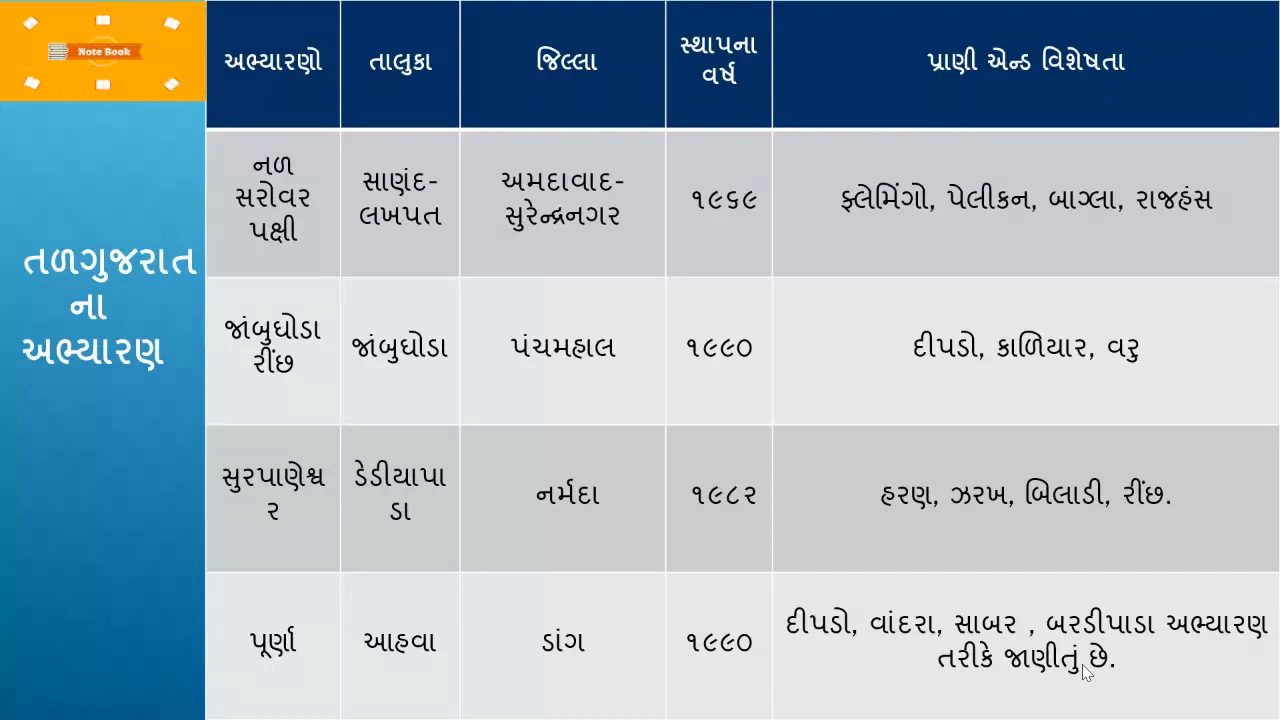 Note Book
તળગુજરાત
ના
અભ્યારણ
અભ્યારણો
તાલુકા
જિલ્લા
સ્થાપના
વર્ષ
પ્રાણી એન્ડ વિશેષતા
નળ
સરોવર
પક્ષી
સાણંદ-
લખપત
અમદાવાદ-
સુરેન્દ્રનગર
૧૯૬૯
ફ્લેમિંગો, પેલીકન, બાગ્લા, રાજહંસ
જાંબુઘોડા
રીંછ
જાંબુઘોડા
પંચમહાલ
૧૯૯૦
દીપડો, કાળિયાર, વરુ
સુરપાણેશ્વ
ર
ડેડીયાપા
ડા
નર્મદા
૧૯૮૨
હરણ, ઝરખ, બિલાડી, રીંછ.
પૂર્ણા
આહવા
ડાંગ
૧૯૯૦
દીપડો, વાંદરા, સાબર , બરડીપાડા અભ્યારણ
તરીકે જાણીતું છે.